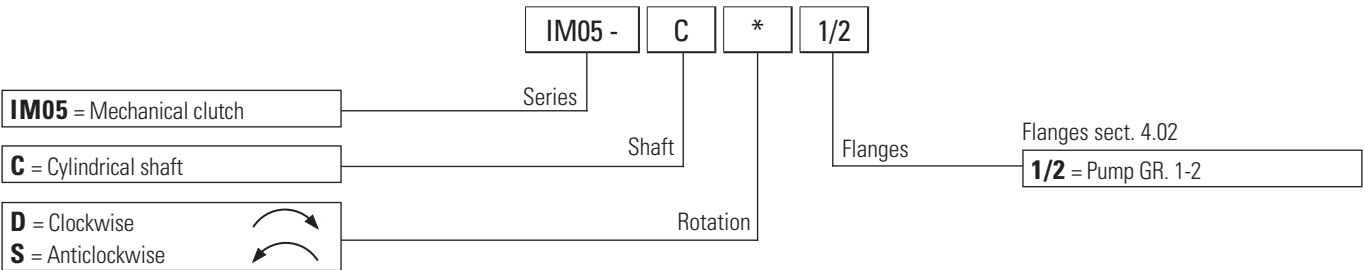 IM05 - C * 1/2
Series
IM05 = Mechanical clutch
Flanges sect. 4.02
Shaft
Flanges
C = Cylindrical shaft
1/2 = Pump GR. 1-2
D = Clockwise
Rotation
S = Anticlockwise